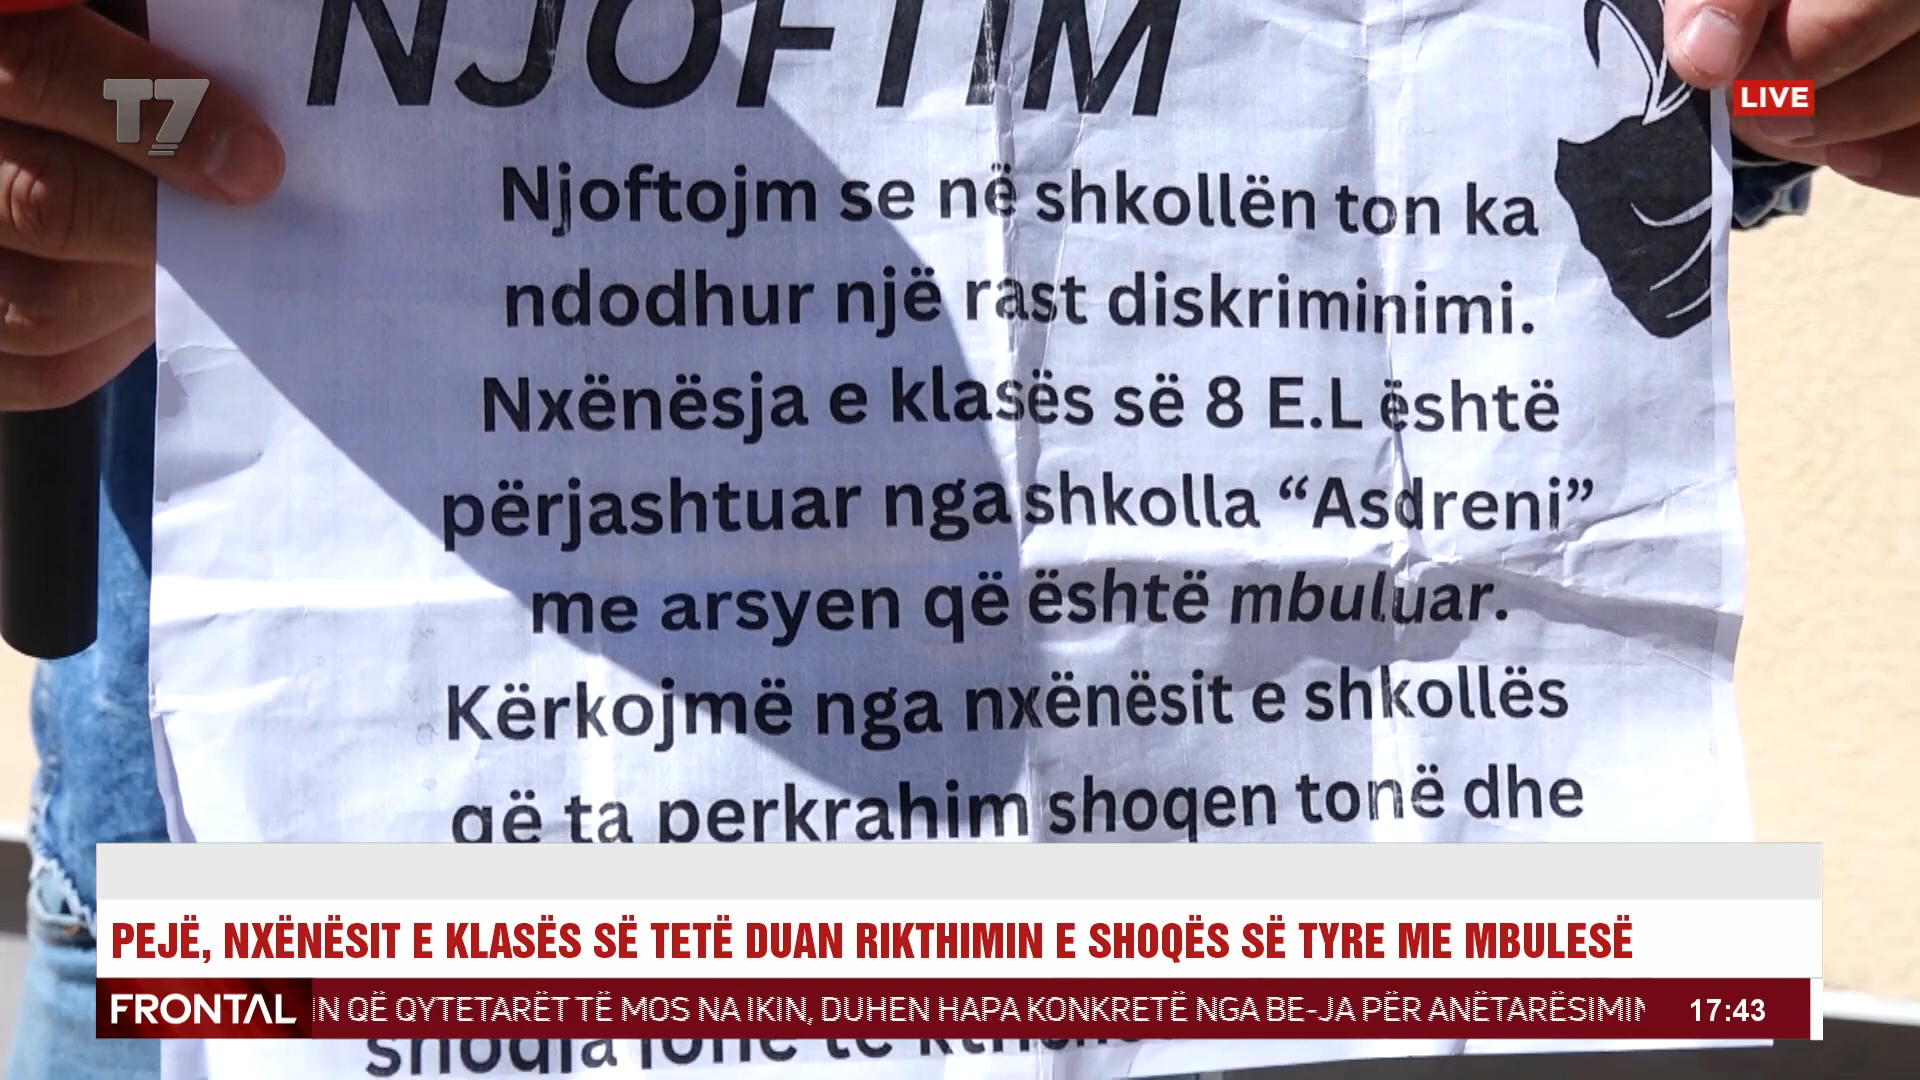 NJOFTIM
T7
LIVE
Njoftojm se në shkollën ton ka
ndodhur një rast diskriminimi.
Nxënësja e klasës së 8 E.L është
përjashtuar nga shkolla “Asdreni”
me arsyen që është mbuluar.
Kërkojmë nga nxënësit e shkollës
që ta perkrahim shoqen tonë dhe
PEJË, NXËNËSIT E KLASËS SË TETË DUAN RIKTHIMIN E SHOQËS SË TYRE ME MBULESË
FRONTAL
QË QYTETARËT TË MOS NA IKIN, DUHEN HAPA KONKRETË NGA BE-JA PËR
17:43